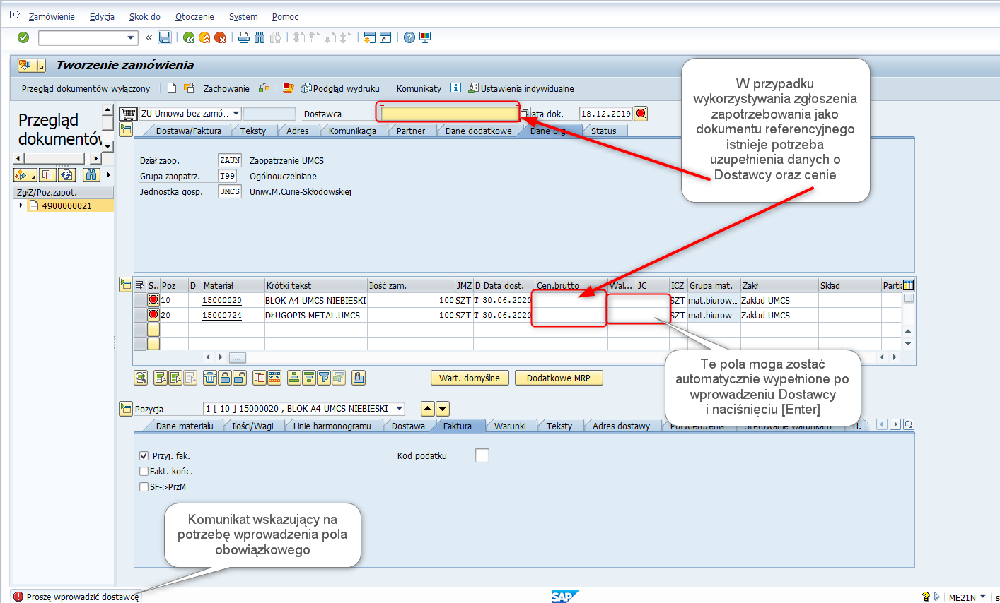 Zamówienie Edycja Skok do Otoczenie System Pomoc
Tworzenie zamówienia
Przegląd dokumentów wyłączony Zachowanie Podgląd wydruku Komunikaty Ustawienia indywidualne
Przegląd
dokumentów
ZU Umowa bez zamó... Dostawca ata dok. 18.12.2019
Dostawa/Faktura Teksty Adres Komunikacja Partner Dane dodatkowe Dane org Status
Dział zaop. ZAUN Zaopatrzenie UMCS
Grupa zaopatrz. T99 Ogólnouczelniane
Jednostka gosp. UMCS Uniw.M.Curie-Skłodowskiej
ZgłZ/Poz.zapot.
4900000021
W przypadku
wykorzystywania zgłoszenia
zapotrzebowania jako
dokumentu referencyjnego
istnieje potrzeba
uzupełnienia danych o
Dostawcy oraz cenie
S.. Poz D Materiał Krótki tekst Ilość zam. JMZ D Data dost. Cen.brutto Wal... JC ICZ Grupa mat. Zakł Skład Parti
10 15000020 BLOK A4 UMCS NIEBIESKI 100 SZT T 30.06.2020 SZT mat.biurow... Zakład UMCS
20 15000724 DŁUGOPIS METAL.UMCS .. 100 SZT T 30.06.2020 SZT mat.biurow... Zakład UMCS
Wart. domyślne Dodatkowe MRP
Te pola moga zostać
automatycznie wypełnione po
wprowadzeniu Dostawcy
i naciśnięciu [Enter]
Pozycja 1 [ 10 ] 15000020 , BLOK A4 UMCS NIEBIESKI
Dane materiału Ilości/Wagi Linie harmonogramu Dostawa Faktura Warunki Teksty Adres dostawy Potwierdzenia Sterowanie warunkami H.
Przyj. fak. Kod podatku
Fakt. końc.
SF->PrzM
Komunikat wskazujący na
potrzebę wprowadzenia pola
obowiązkowego
Proszę wprowadzić dostawcę SAP ME21N s